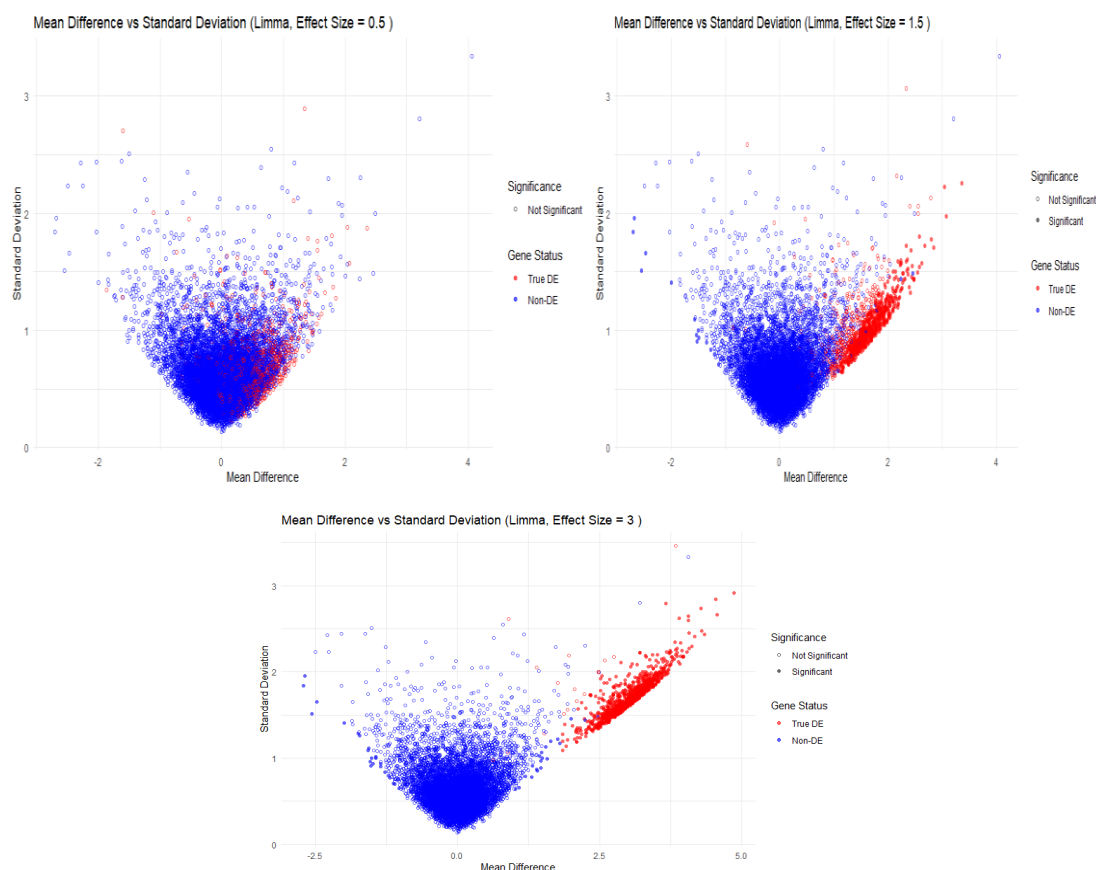 Mean Difference vs Standard Deviation (Limma, Effect Size = 0.5 )
3
2
1
0
Standard Deviation
-2
0
2
4
Mean Difference
Significance
Not Significant
Gene Status
True DE
Non-DE
Mean Difference vs Standard Deviation (Limma, Effect Size = 1.5 )
3
2
1
0
Standard Deviation
-2
0
2
4
Mean Difference
Significance
Not Significant
Significant
Gene Status
True DE
Non-DE
Mean Difference vs Standard Deviation (Limma, Effect Size = 3 )
3
2
1
0
Standard Deviation
-2.5
0.0
2.5
5.0
Mean Difference
Significance
Not Significant
Significant
Gene Status
True DE
Non-DE